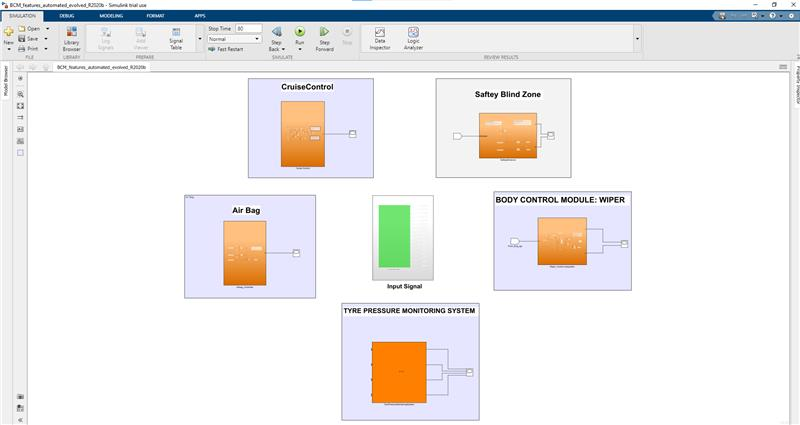 BCM_features_automated_evolved_R2020b - Simulink trial use
SIMULATION DEBUG MODELING FORMAT APPS
New
Open
Save
Print
FILE
Library Browser
LIBRARY
Log Signals
Add Viewer
Signal Table
PREPARE
Stop Time 80
Normal
Fast Restart
Step Back
Run
Step Forward
Stop
SIMULATE
Data Inspector
Logic Analyzer
REVIEW RESULTS
Model Browser
BCM_features_automated_evolved_R2020b
Property Inspector
CruiseControl
Saftey Blind Zone
Air Bag
Input Signal
BODY CONTROL MODULE: WIPER
TYRE PRESSURE MONITORING SYSTEM